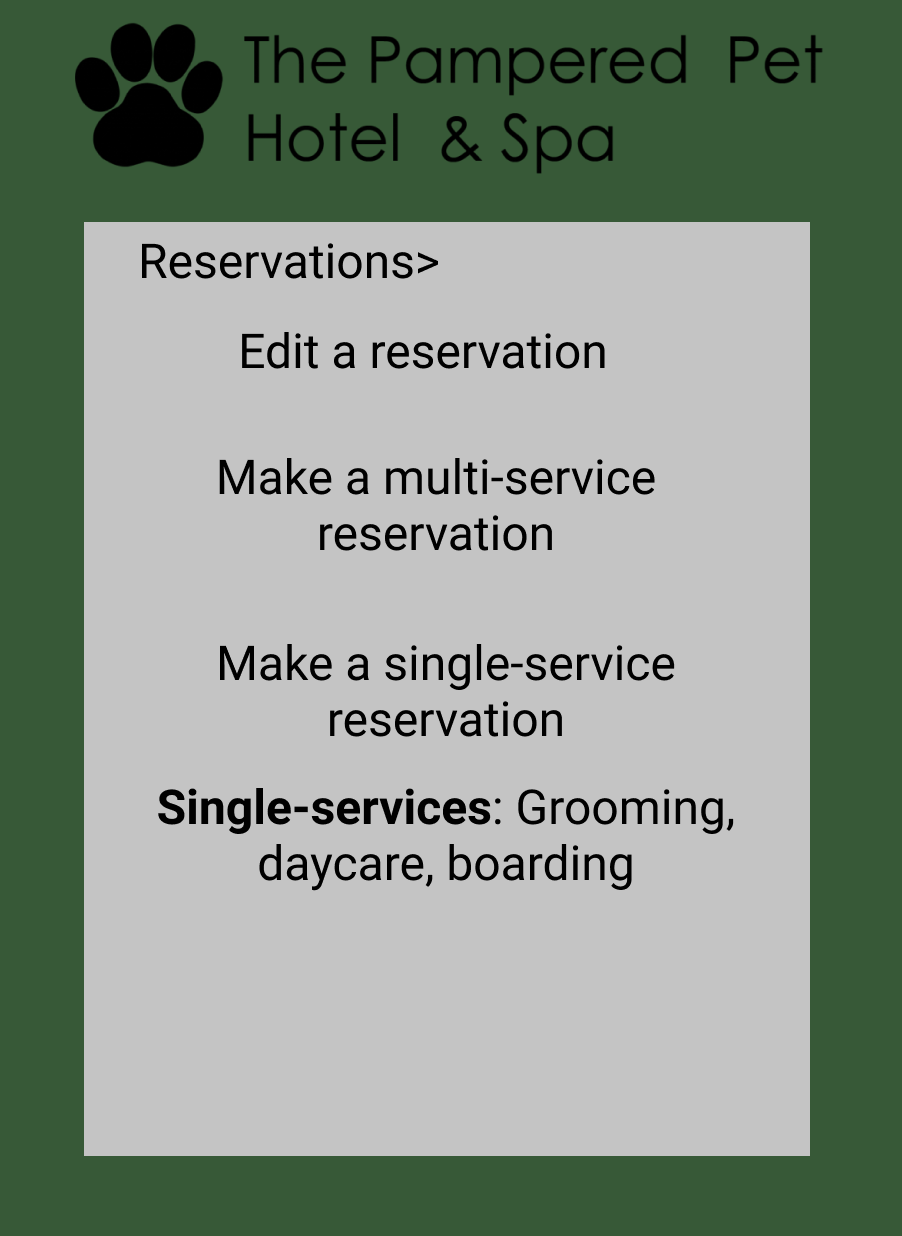 The Pampered Pet
Hotel & Spa
Reservations>
Edit a reservation
Make a multi-service
reservation
Make a single-service
reservation
Single-services: Grooming,
daycare, boarding